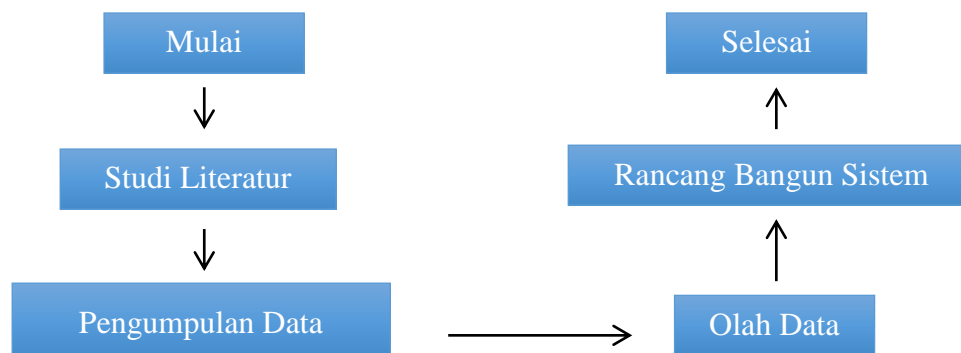 Mulai
Studi Literatur
Pengumpulan Data
Olah Data
Rancang Bangun Sistem
Selesai